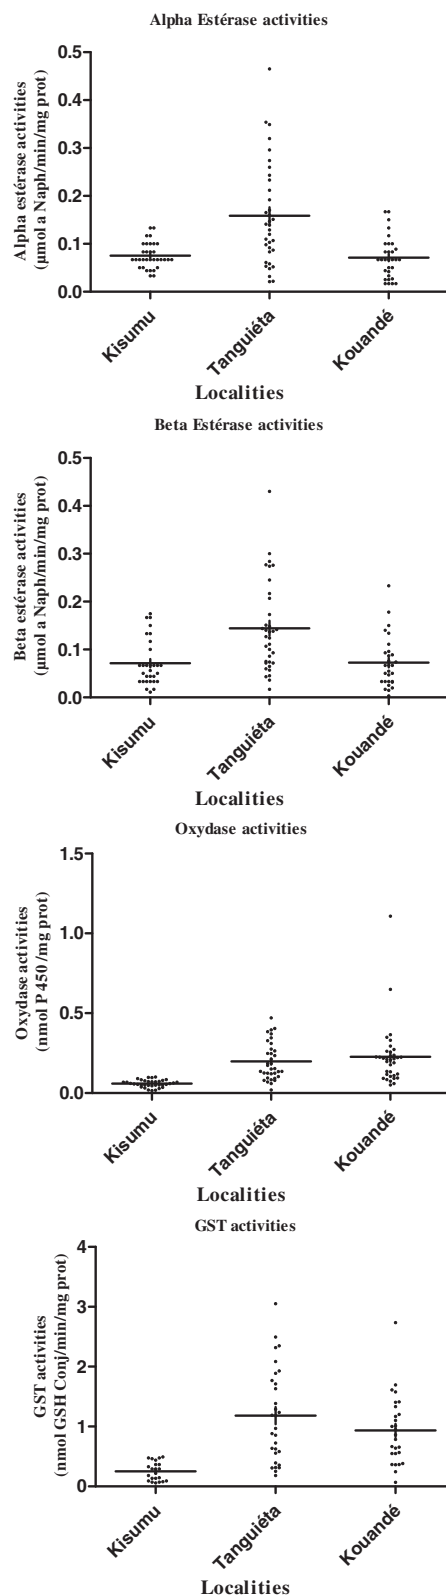 Alpha Estérase activities
Alpha estérase activities
(µmol a Naph/min/mg prot)
0.5
0.4
0.3
0.2
0.1
0.0
Kisumu
Tanguiéta
Kouandé
Localities
Beta Estérase activities
Beta estérase activities
(µmol a Naph/min/mg prot)
0.5
0.4
0.3
0.2
0.1
0.0
Kisumu
Tanguiéta
Kouandé
Localities
Oxydase activities
Oxydase activities
(nmol P 450 /mg prot)
1.5
1.0
0.5
0.0
Kisumu
Tanguiéta
Kouandé
Localities
GST activities
GST activities
(nmol GSH Conj/min/mg prot)
4
3
2
1
0
Kisumu
Tanguiéta
Kouandé
Localities